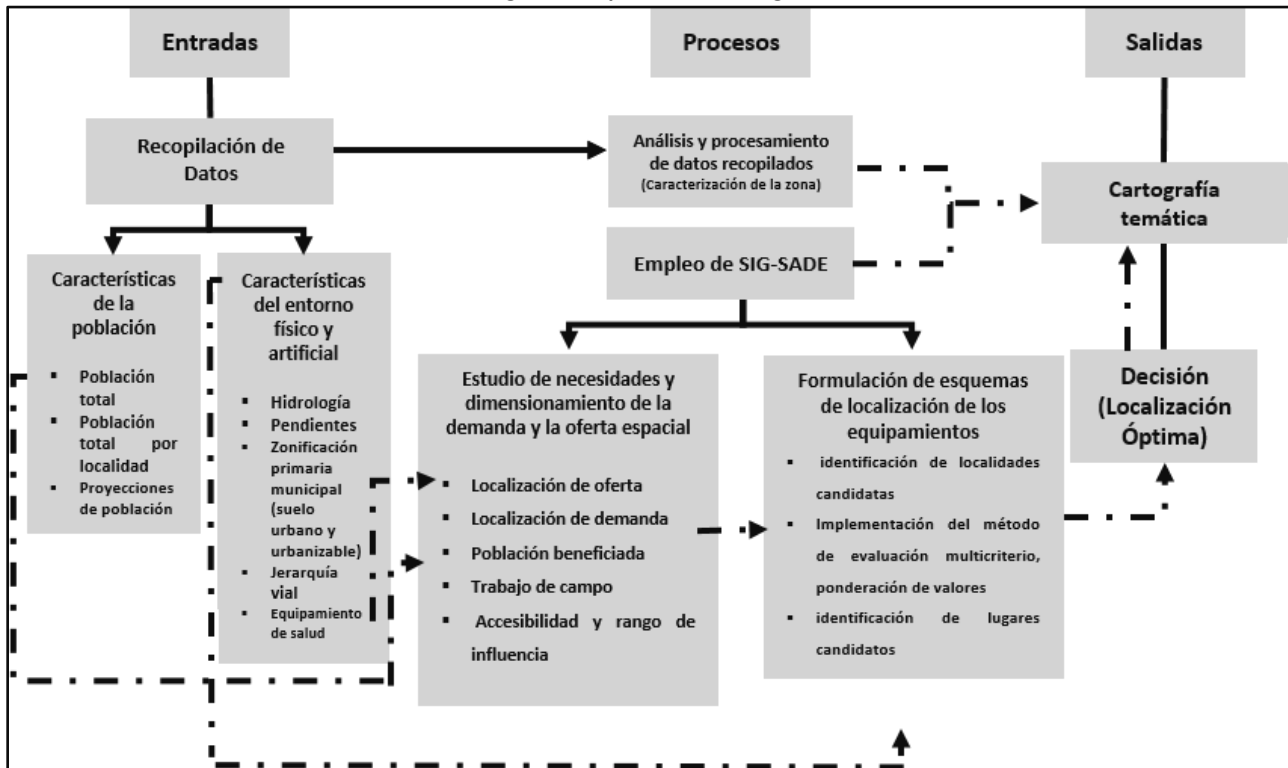 Entradas
Procesos
Salidas
Recopilación de
Datos
Análisis y procesamiento
de datos recopilados
(Caracterización de la zona)
Cartografía
temática
Empleo de SIG-SADE
Características
de la
población
▪ Población
total
▪ Población
total por
localidad
▪ Proyecciones
de población
Características
del entorno
físico y
artificial
▪ Hidrología
▪ Pendientes
▪ Zonificación
primaria
municipal
(suelo
urbano y
urbanizable)
▪ Jerarquía
vial
▪ Equipamiento
de salud
Estudio de necesidades y
dimensionamiento de la
demanda y la oferta espacial
▪ Localización de oferta
▪ Localización de demanda
▪ Población beneficiada
▪ Trabajo de campo
▪ Accesibilidad y rango de
influencia
Formulación de esquemas
de localización de los
equipamientos
▪ identificación de localidades
candidatas
▪ Implementación del método
de evaluación multicriterio,
ponderación de valores
▪ identificación de lugares
candidatos
Decisión
(Localización
Óptima)